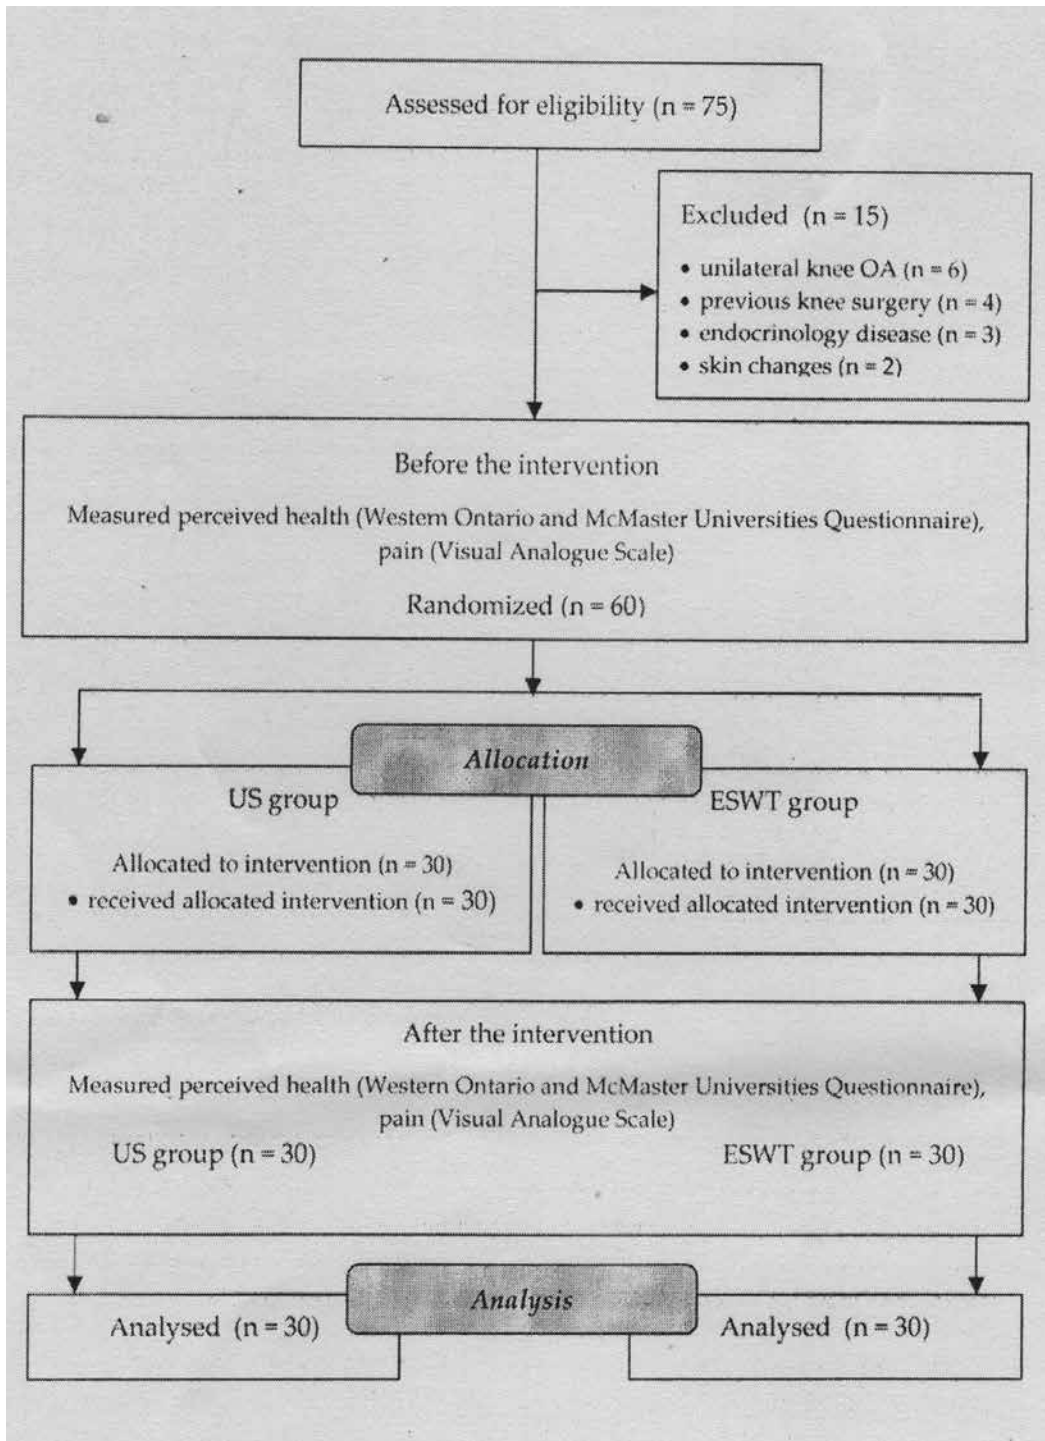 Assessed for eligibility (n = 75)
Excluded (n = 15)
• unilateral knee OA (n = 6)
• previous knee surgery (n = 4)
• endocrinology disease (n = 3)
• skin changes (n = 2)
Before the intervention
Measured perceived health (Western Ontario and McMaster Universities Questionnaire),
pain (Visual Analogue Scale)
Randomized (n = 60)
Allocation
US group
Allocated to intervention (n = 30)
• received allocated intervention (n = 30)
ESWT group
Allocated to intervention (n = 30)
• received allocated intervention (n = 30)
After the intervention
Measured perceived health (Western Ontario and McMaster Universities Questionnaire),
pain (Visual Analogue Scale)
US group (n = 30)
ESWT group (n = 30)
Analysis
Analysed (n = 30)
Analysed (n = 30)